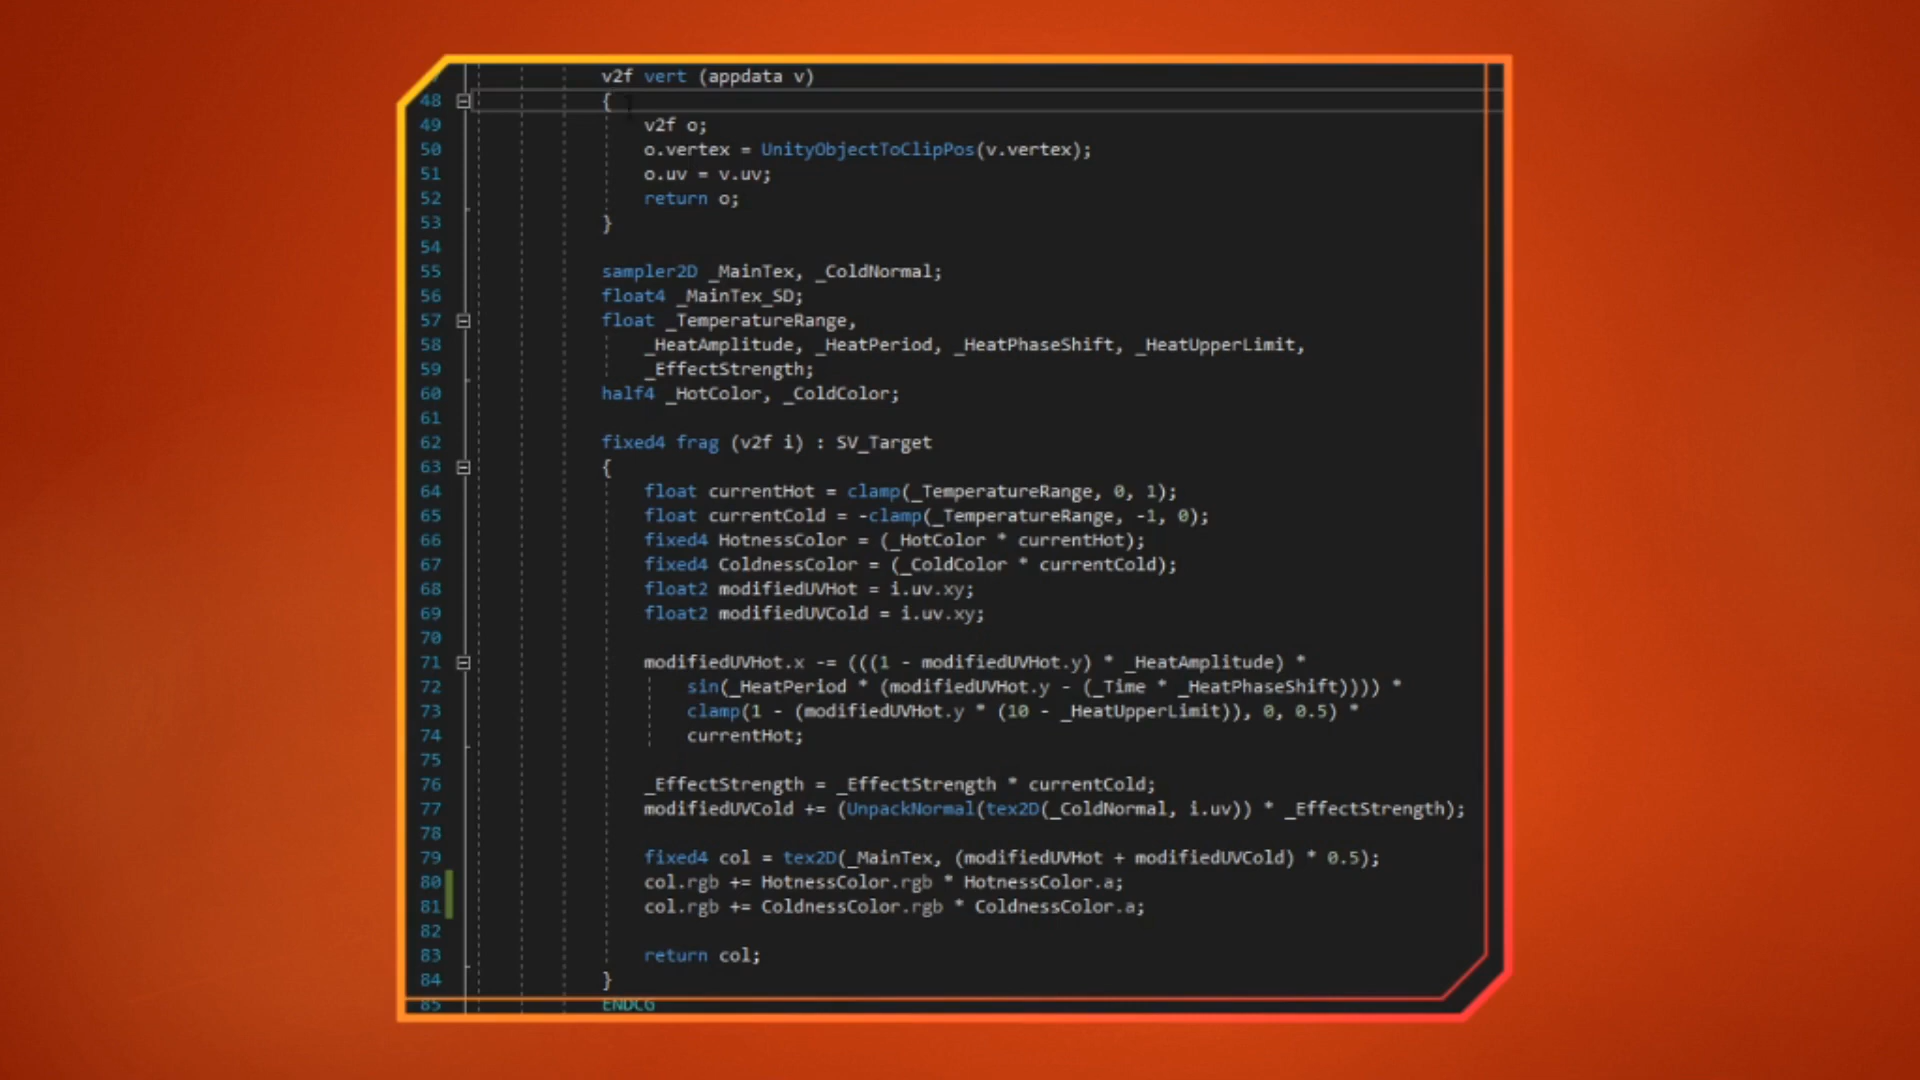 v2f vert (appdata v)
48 {
49 v2f o;
50 o.vertex = UnityObjectToClipPos(v.vertex);
51 o.uv = v.uv;
52 return o;
53 }
54
55 sampler2D _MainTex, _ColdNormal;
56 float4 _MainTex_SD;
57 float _TemperatureRange,
58 _HeatAmplitude, _HeatPeriod, _HeatPhaseShift, _HeatUpperLimit,
59 _EffectStrength;
60 half4 _HotColor, _ColdColor;
61
62 fixed4 frag (v2f i) : SV_Target
63 {
64 float currentHot = clamp(_TemperatureRange, 0, 1);
65 float currentCold = -clamp(_TemperatureRange, -1, 0);
66 fixed4 HotnessColor = (_HotColor * currentHot);
67 fixed4 ColdnessColor = (_ColdColor * currentCold);
68 float2 modifiedUVHot = i.uv.xy;
69 float2 modifiedUVCold = i.uv.xy;
70
71 modifiedUVHot.x -= (((1 - modifiedUVHot.y) * _HeatAmplitude) *
72 sin(_HeatPeriod * (modifiedUVHot.y - (_Time * _HeatPhaseShift)))) *
73 clamp(1 - (modifiedUVHot.y * (10 - _HeatUpperLimit)), 0, 0.5) *
74 currentHot;
75
76 _EffectStrength = _EffectStrength * currentCold;
77 modifiedUVCold += (UnpackNormal(tex2D(_ColdNormal, i.uv)) * _EffectStrength);
78
79 fixed4 col = tex2D(_MainTex, (modifiedUVHot + modifiedUVCold) * 0.5);
80 col.rgb += HotnessColor.rgb * HotnessColor.a;
81 col.rgb += ColdnessColor.rgb * ColdnessColor.a;
82
83 return col;
84 }
85 ENDCG